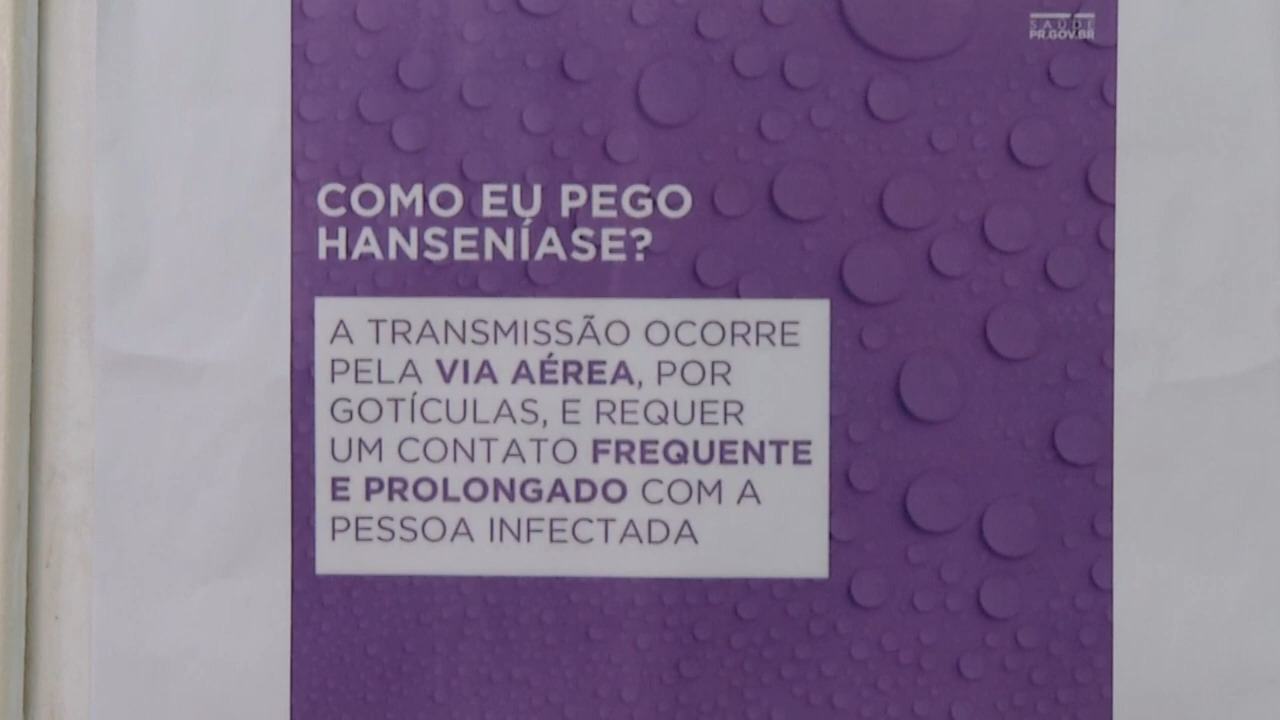 SAÚDE
PR.GOV.BR
COMO EU PEGO
HANSENÍASE?
A TRANSMISSÃO OCORRE
PELA VIA AÉREA, POR
GOTÍCULAS, E REQUER
UM CONTATO FREQUENTE
E PROLONGADO COM A
PESSOA INFECTADA